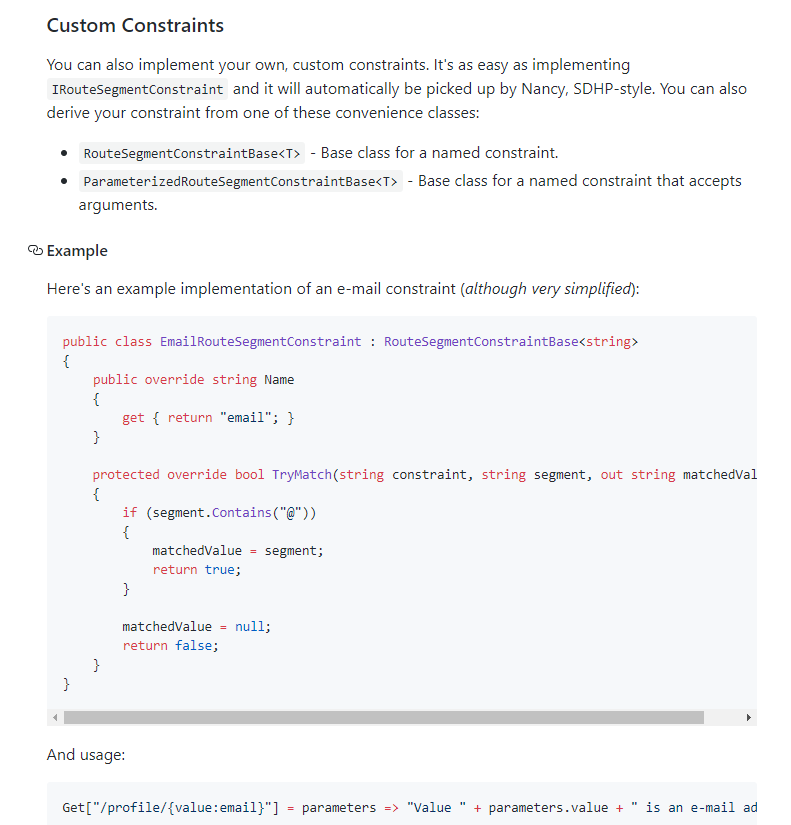 Custom Constraints
You can also implement your own, custom constraints. It's as easy as implementing
IRouteSegmentConstraint and it will automatically be picked up by Nancy, SDHP-style. You can also
derive your constraint from one of these convenience classes:
• RouteSegmentConstraintBase<T> - Base class for a named constraint.
• ParameterizedRouteSegmentConstraintBase<T> - Base class for a named constraint that accepts
arguments.
Example
Here's an example implementation of an e-mail constraint (although very simplified):
public class EmailRouteSegmentConstraint : RouteSegmentConstraintBase<string>
{
    public override string Name
    {
        get { return "email"; }
    }
    protected override bool TryMatch(string constraint, string segment, out string matchedVal
    {
        if (segment.Contains("@"))
        {
            matchedValue = segment;
            return true;
        }
        matchedValue = null;
        return false;
    }
}
And usage:
Get["/profile/{value:email}"] = parameters => "Value " + parameters.value + " is an e-mail ad